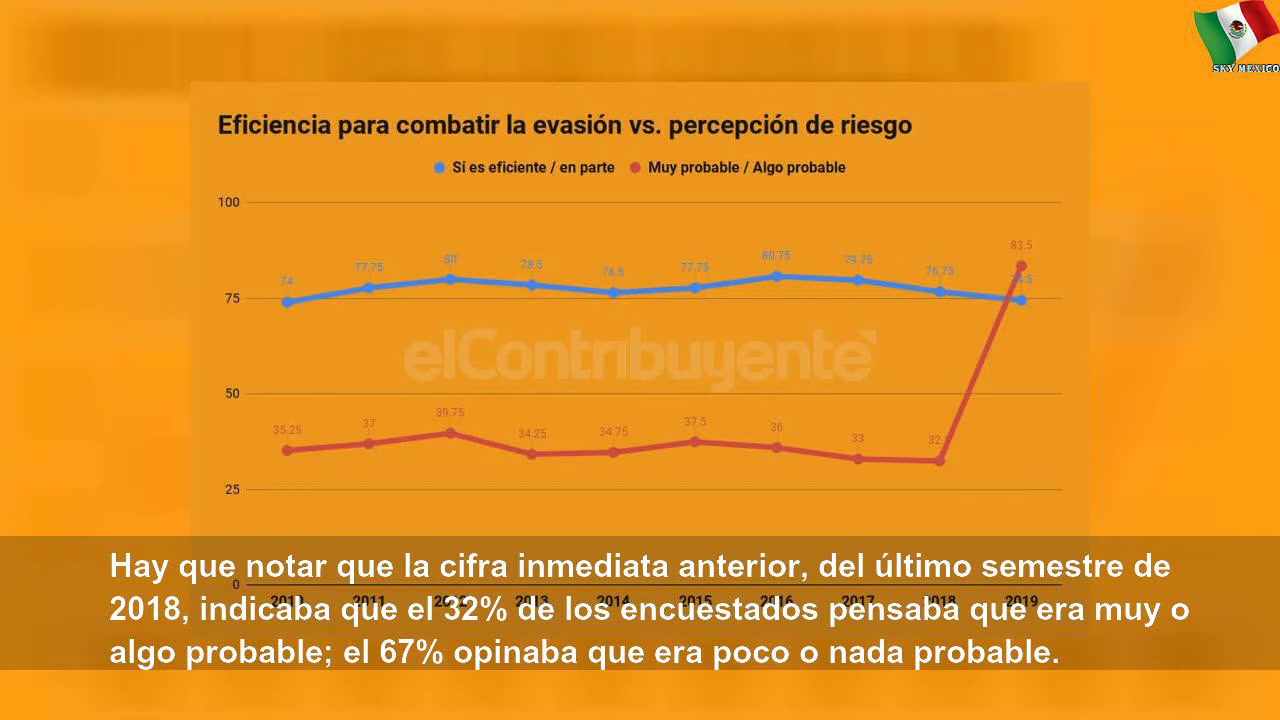 SKY MEXICO
Eficiencia para combatir la evasión vs. percepción de riesgo
Sí es eficiente / en parte Muy probable / Algo probable
100
83.5
74 77.75 80 78.5 76.5 77.75 80.75 79.75 76.75
75
elContribuyente
50
35.25 37 39.75 34.25 34.75 37.5 36 33
25
0
2010 2011 2012 2013 2014 2015 2016 2017 2018 2019
Hay que notar que la cifra inmediata anterior, del último semestre de
2018, indicaba que el 32% de los encuestados pensaba que era muy o
algo probable; el 67% opinaba que era poco o nada probable.